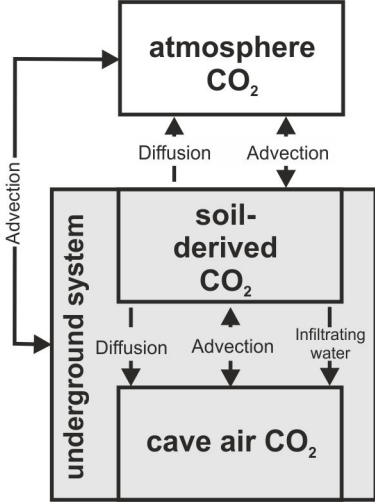 atmosphere
CO₂
Diffusion
Advection
Advection
underground system
soil-
derived
CO₂
Diffusion
Advection
Infiltrating
water
cave air CO₂